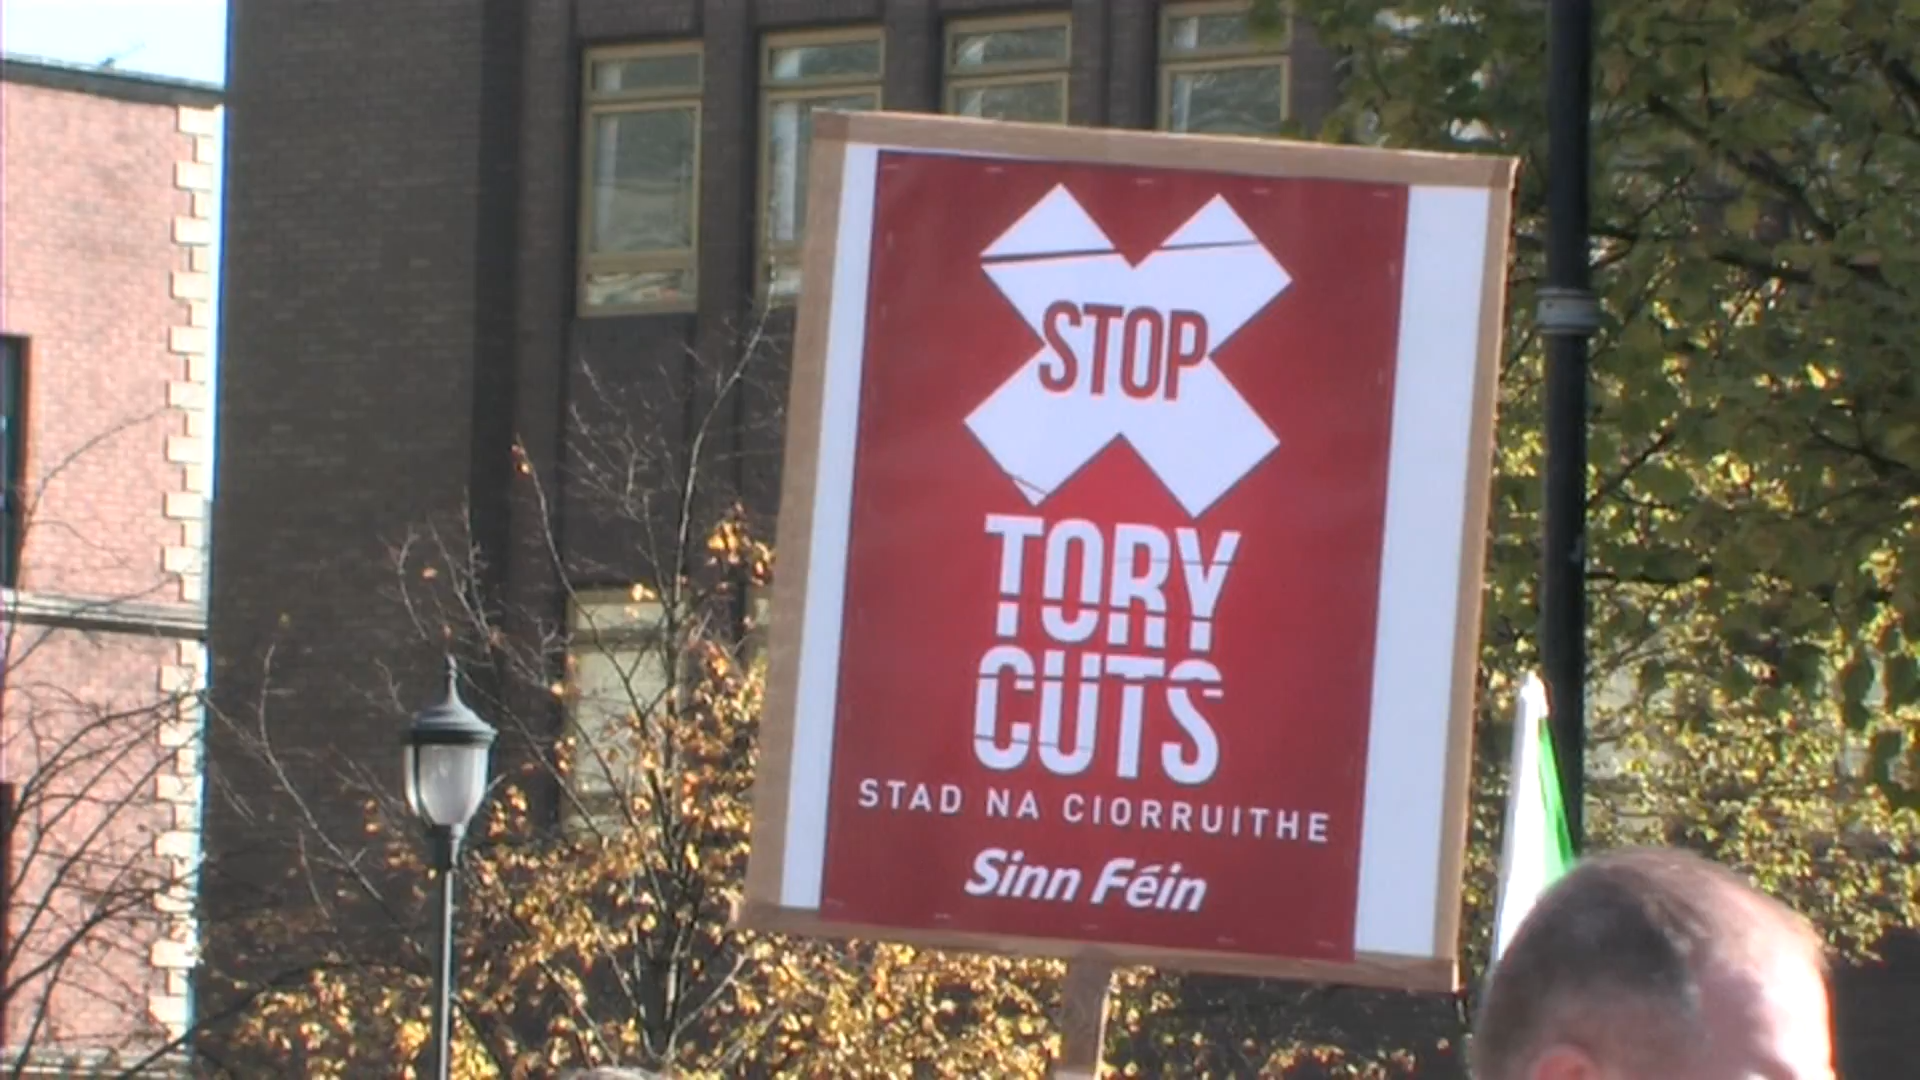 STOP
TORY
CUTS
STAD NA CIORRUITHE
Sinn Féin